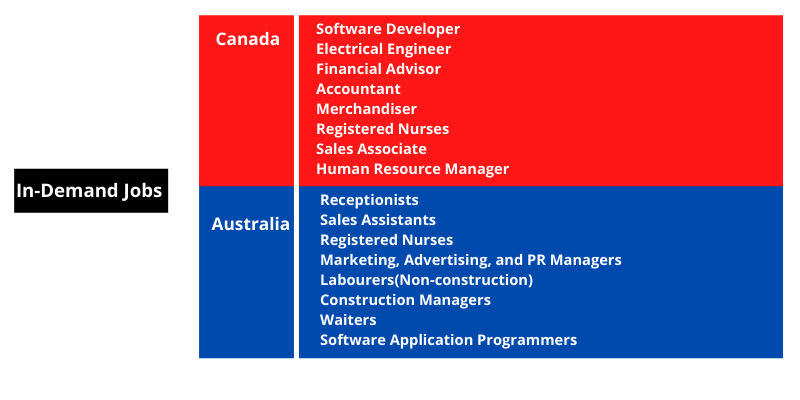 In-Demand Jobs
Canada
Software Developer
Electrical Engineer
Financial Advisor
Accountant
Merchandiser
Registered Nurses
Sales Associate
Human Resource Manager
Australia
Receptionists
Sales Assistants
Registered Nurses
Marketing, Advertising, and PR Managers
Labourers(Non-construction)
Construction Managers
Waiters
Software Application Programmers